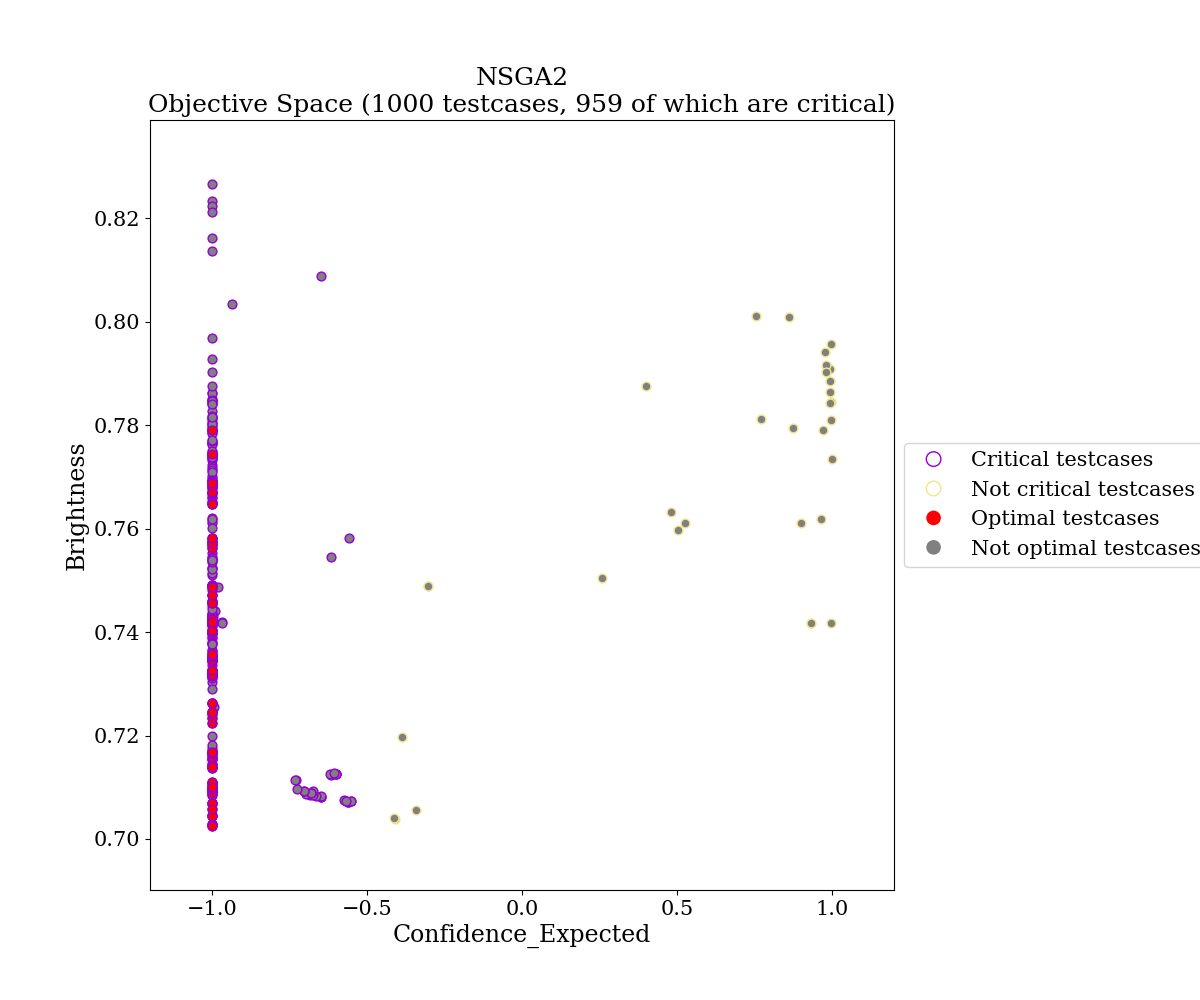 NSGA2
Objective Space (1000 testcases, 959 of which are critical)
0.82
0.80
0.78
0.76
0.74
0.72
0.70
Brightness
−1.0
−0.5
0.0
0.5
1.0
Confidence_Expected
Critical testcases
Not critical testcases
Optimal testcases
Not optimal testcases